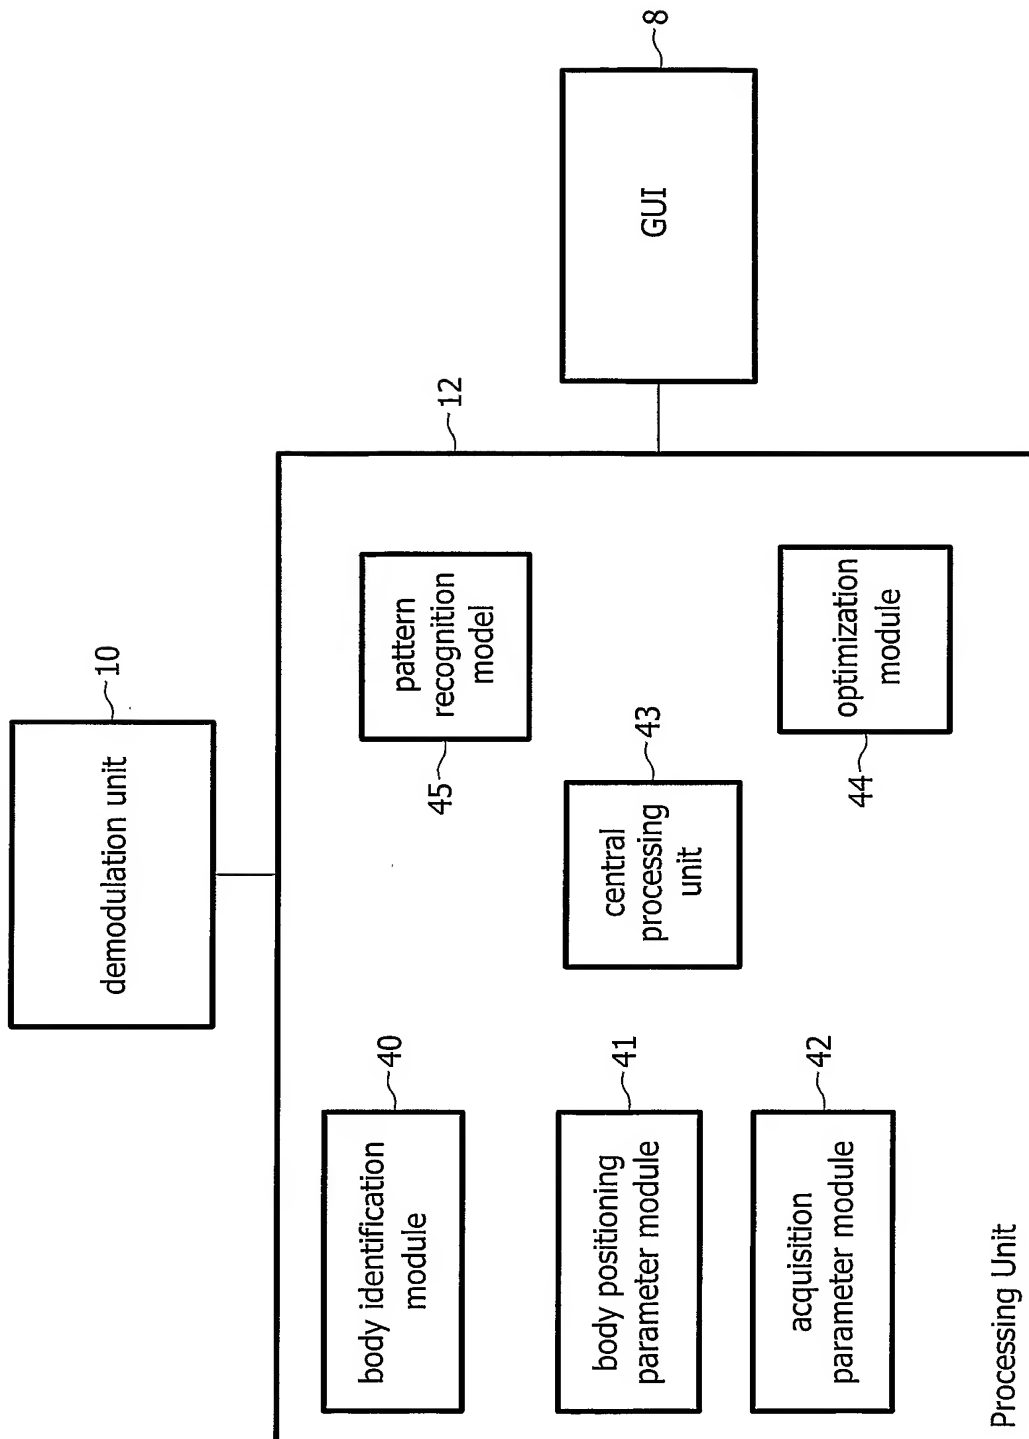 10
demodulation unit
12
8
GUI
40
body identification
module
45
pattern
recognition
model
41
body positioning
parameter module
43
central
processing
unit
42
acquisition
parameter module
44
optimization
module
Processing Unit